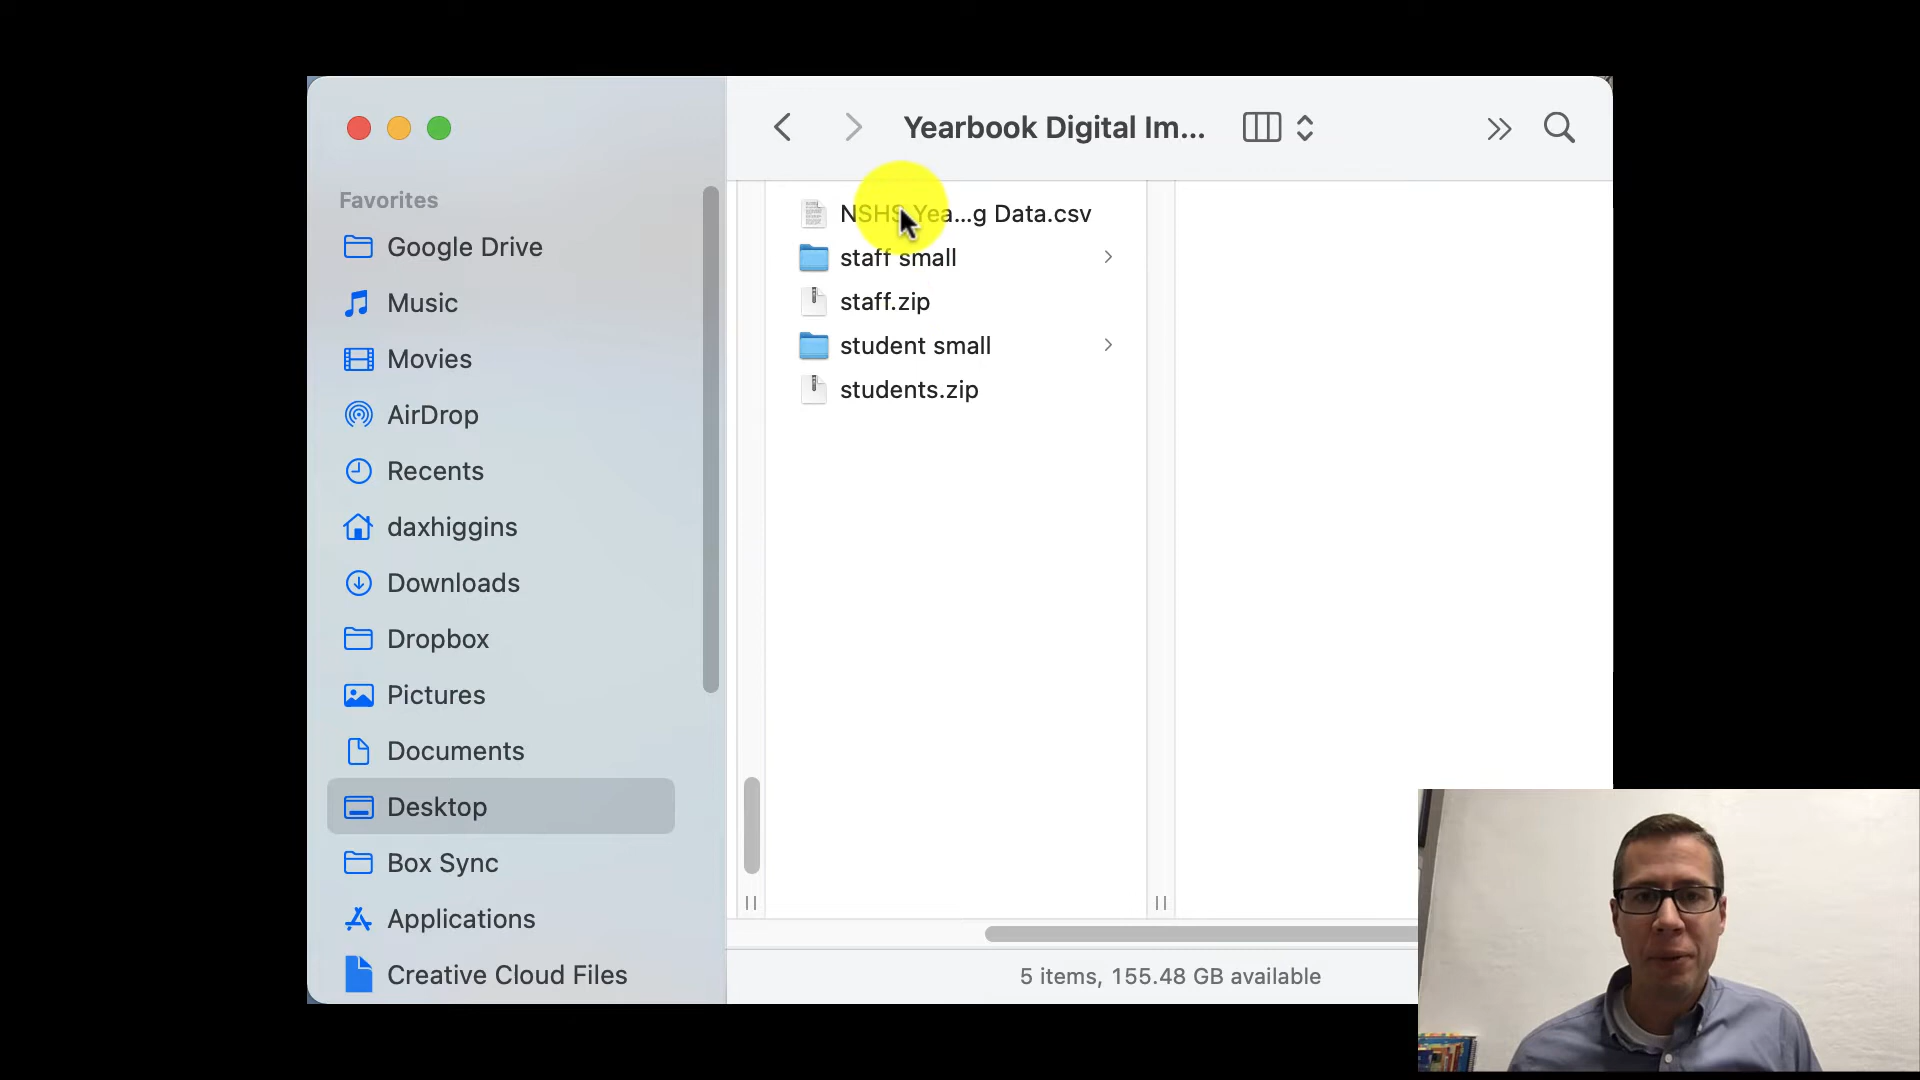 Favorites
Google Drive
Music
Movies
AirDrop
Recents
daxhiggins
Downloads
Dropbox
Pictures
Documents
Desktop
Box Sync
Applications
Creative Cloud Files
Yearbook Digital Im...
NSHS Yea...g Data.csv
staff small
staff.zip
student small
students.zip
5 items, 155.48 GB available